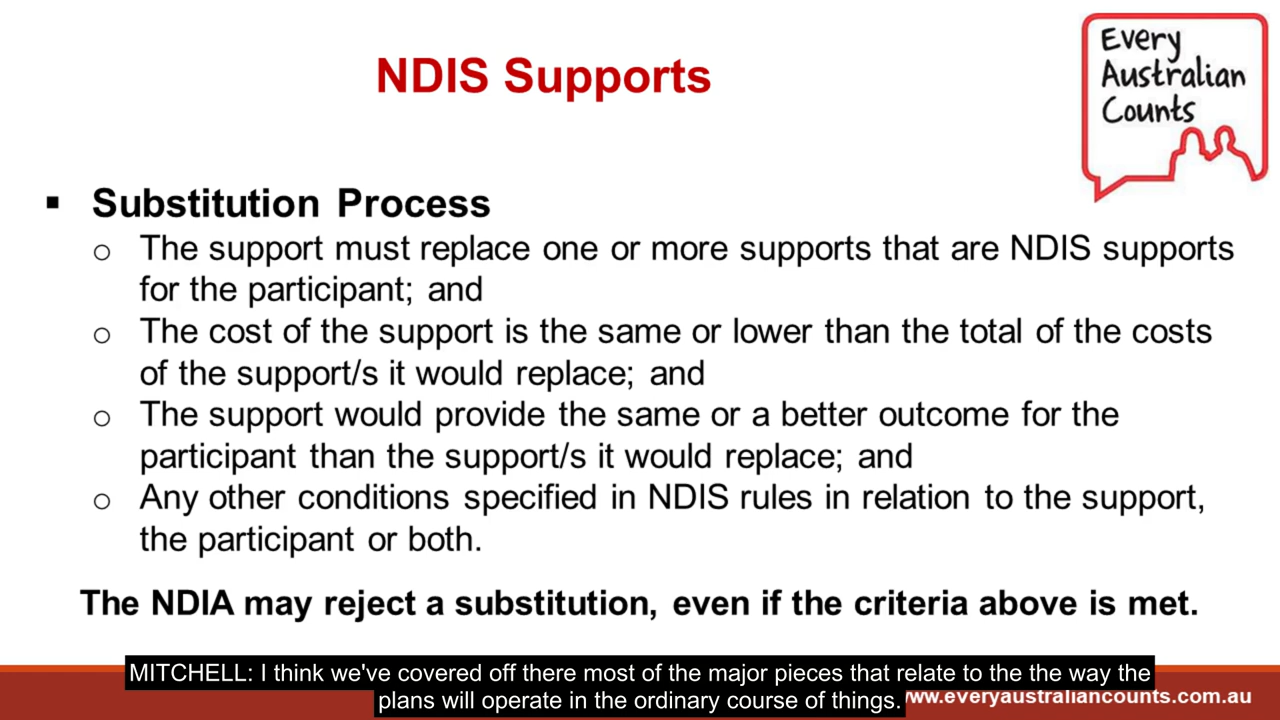 NDIS Supports
Every
Australian
Counts
▪ Substitution Process
o The support must replace one or more supports that are NDIS supports
for the participant; and
o The cost of the support is the same or lower than the total of the costs
of the support/s it would replace; and
o The support would provide the same or a better outcome for the
participant than the support/s it would replace; and
o Any other conditions specified in NDIS rules in relation to the support,
the participant or both.
The NDIA may reject a substitution, even if the criteria above is met.
MITCHELL: I think we've covered off there most of the major pieces that relate to the the way the
plans will operate in the ordinary course of things.
www.everyaustraliancounts.com.au